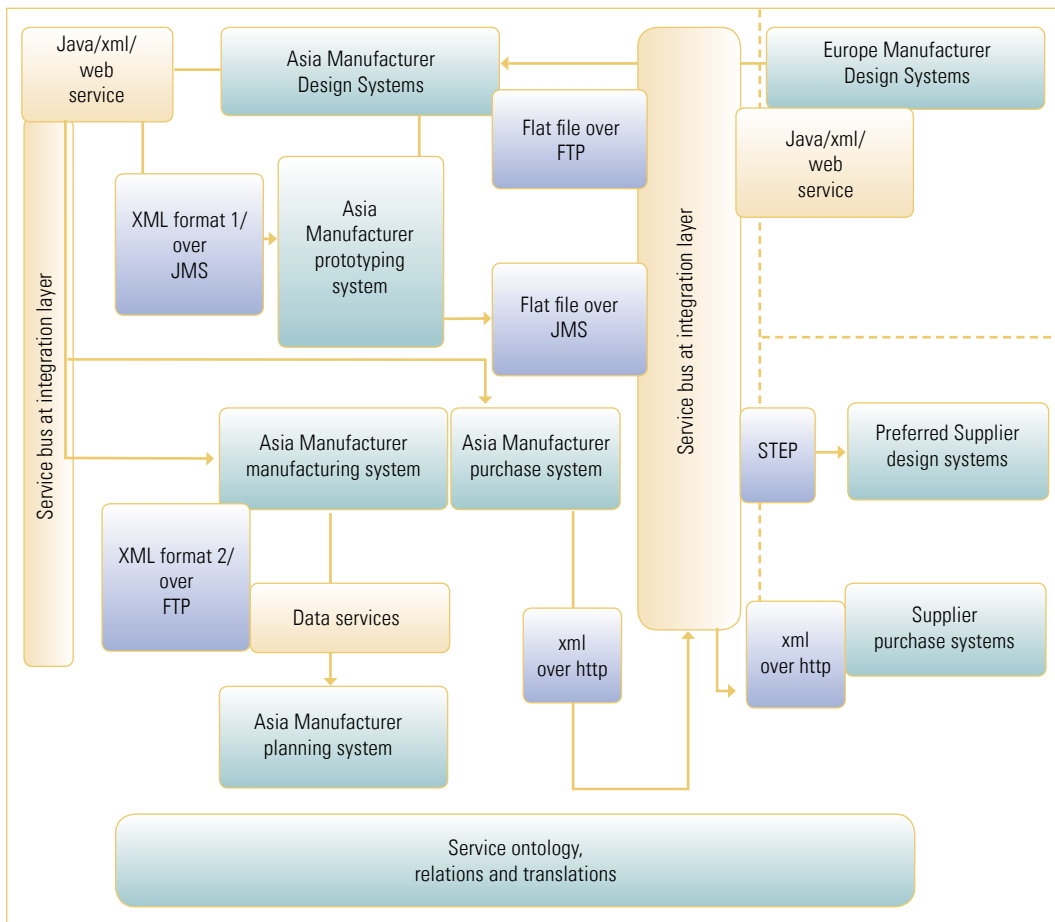 Java/xml/
web
service
Asia Manufacturer
Design Systems
Europe Manufacturer
Design Systems
Flat file over
FTP
Java/xml/
web
service
XML format 1/
over
JMS
Asia
Manufacturer
prototyping
system
Flat file over
JMS
Service bus at integration layer
Service bus at integration layer
Asia Manufacturer
manufacturing system
Asia Manufacturer
purchase system
STEP
Preferred Supplier
design systems
XML format 2/
over
FTP
Data services
xml
over http
xml
over http
Supplier
purchase systems
Asia Manufacturer
planning system
Service ontology,
relations and translations